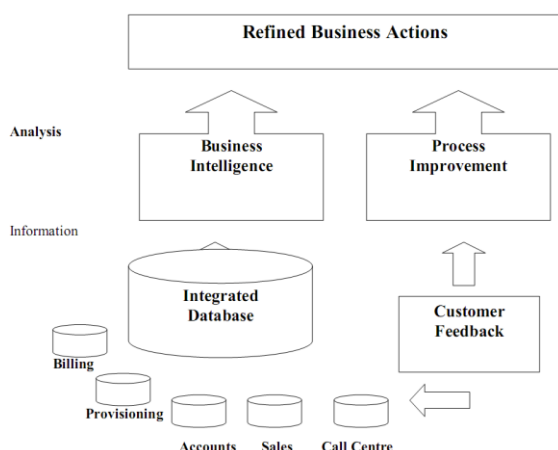 Refined Business Actions
Analysis
Business
Intelligence
Process
Improvement
Information
Integrated
Database
Customer
Feedback
Billing
Provisioning
Accounts
Sales
Call Centre